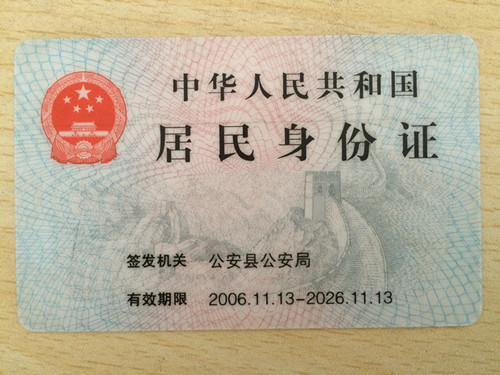 中华人民共和国
居民身份证
签发机关 公安县公安局
有效期限 2006.11.13-2026.11.13